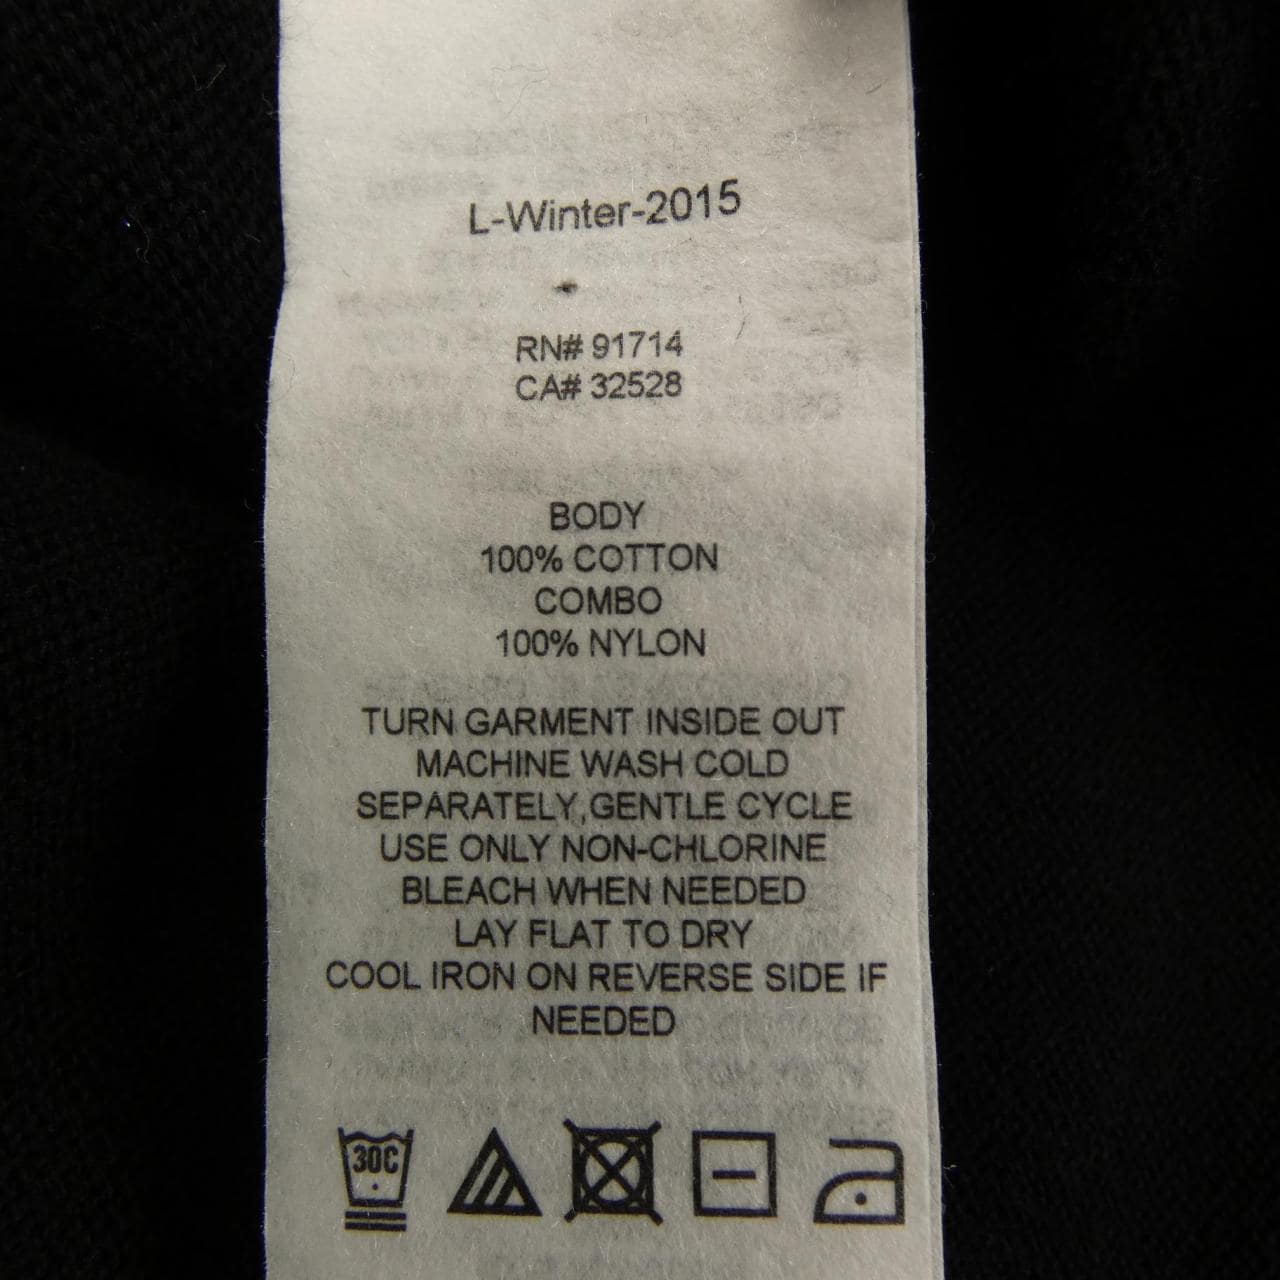 L-Winter-2015
RN# 91714
CA# 32528
BODY
100% COTTON
COMBO
100% NYLON
TURN GARMENT INSIDE OUT
MACHINE WASH COLD
SEPARATELY,GENTLE CYCLE
USE ONLY NON-CHLORINE
BLEACH WHEN NEEDED
LAY FLAT TO DRY
COOL IRON ON REVERSE SIDE IF
NEEDED
30C